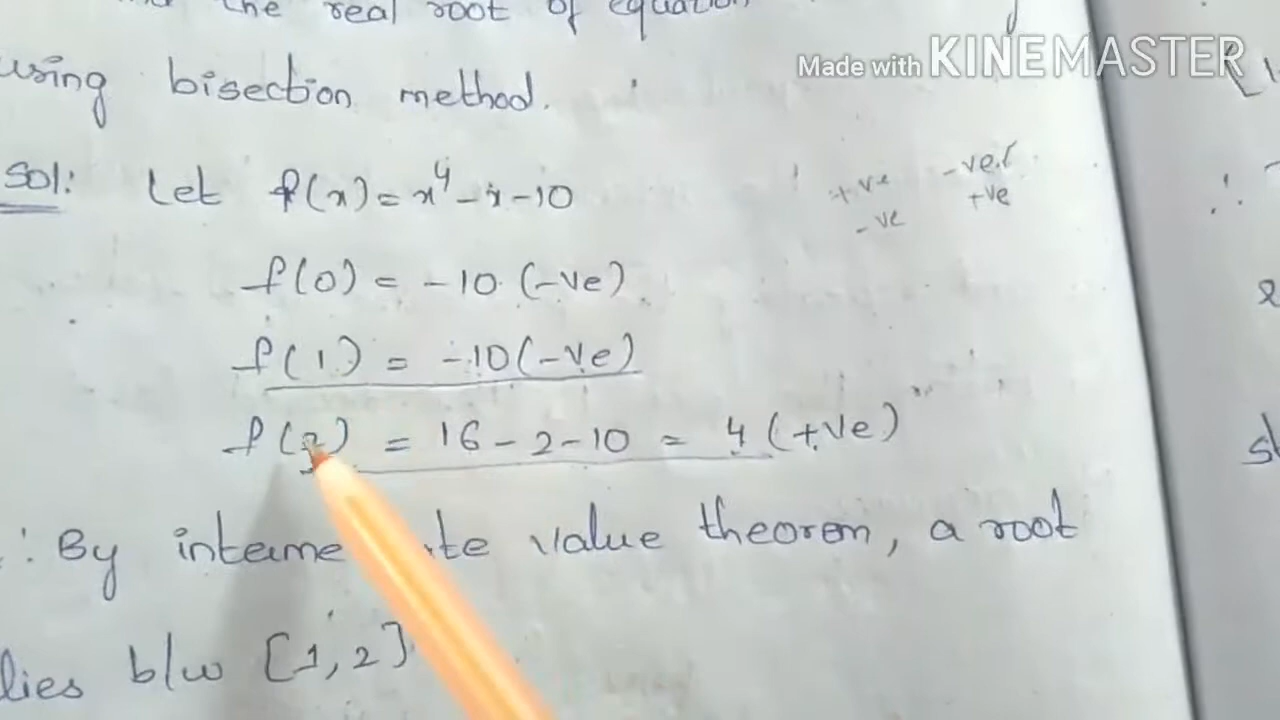 the real root of equation
using bisection method.
Made with KINEMASTER
Sol: Let f(x) = x⁴ - x - 10
+ve -ve
-ve +ve
f(0) = -10 (-ve)
f(1) = -10 (-ve)
f(2) = 16 - 2 - 10 = 4 (+ve)
∴ By value theorem, a root
lies b/w [1, 2]